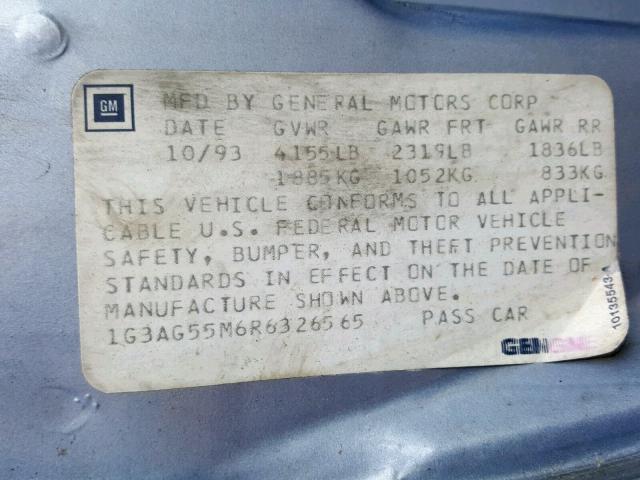 GM MFD BY GENERAL MOTORS CORP
DATE GVWR GAWR FRT GAWR RR
10/93 4155LB 2319LB 1836LB
1885KG 1052KG 833KG
THIS VEHICLE CONFORMS TO ALL APPLI-
CABLE U.S. FEDERAL MOTOR VEHICLE
SAFETY, BUMPER, AND THEFT PREVENTION
STANDARDS IN EFFECT ON THE DATE OF
MANUFACTURE SHOWN ABOVE.
1G3AG55M6R6326565 PASS CAR
10135543-A